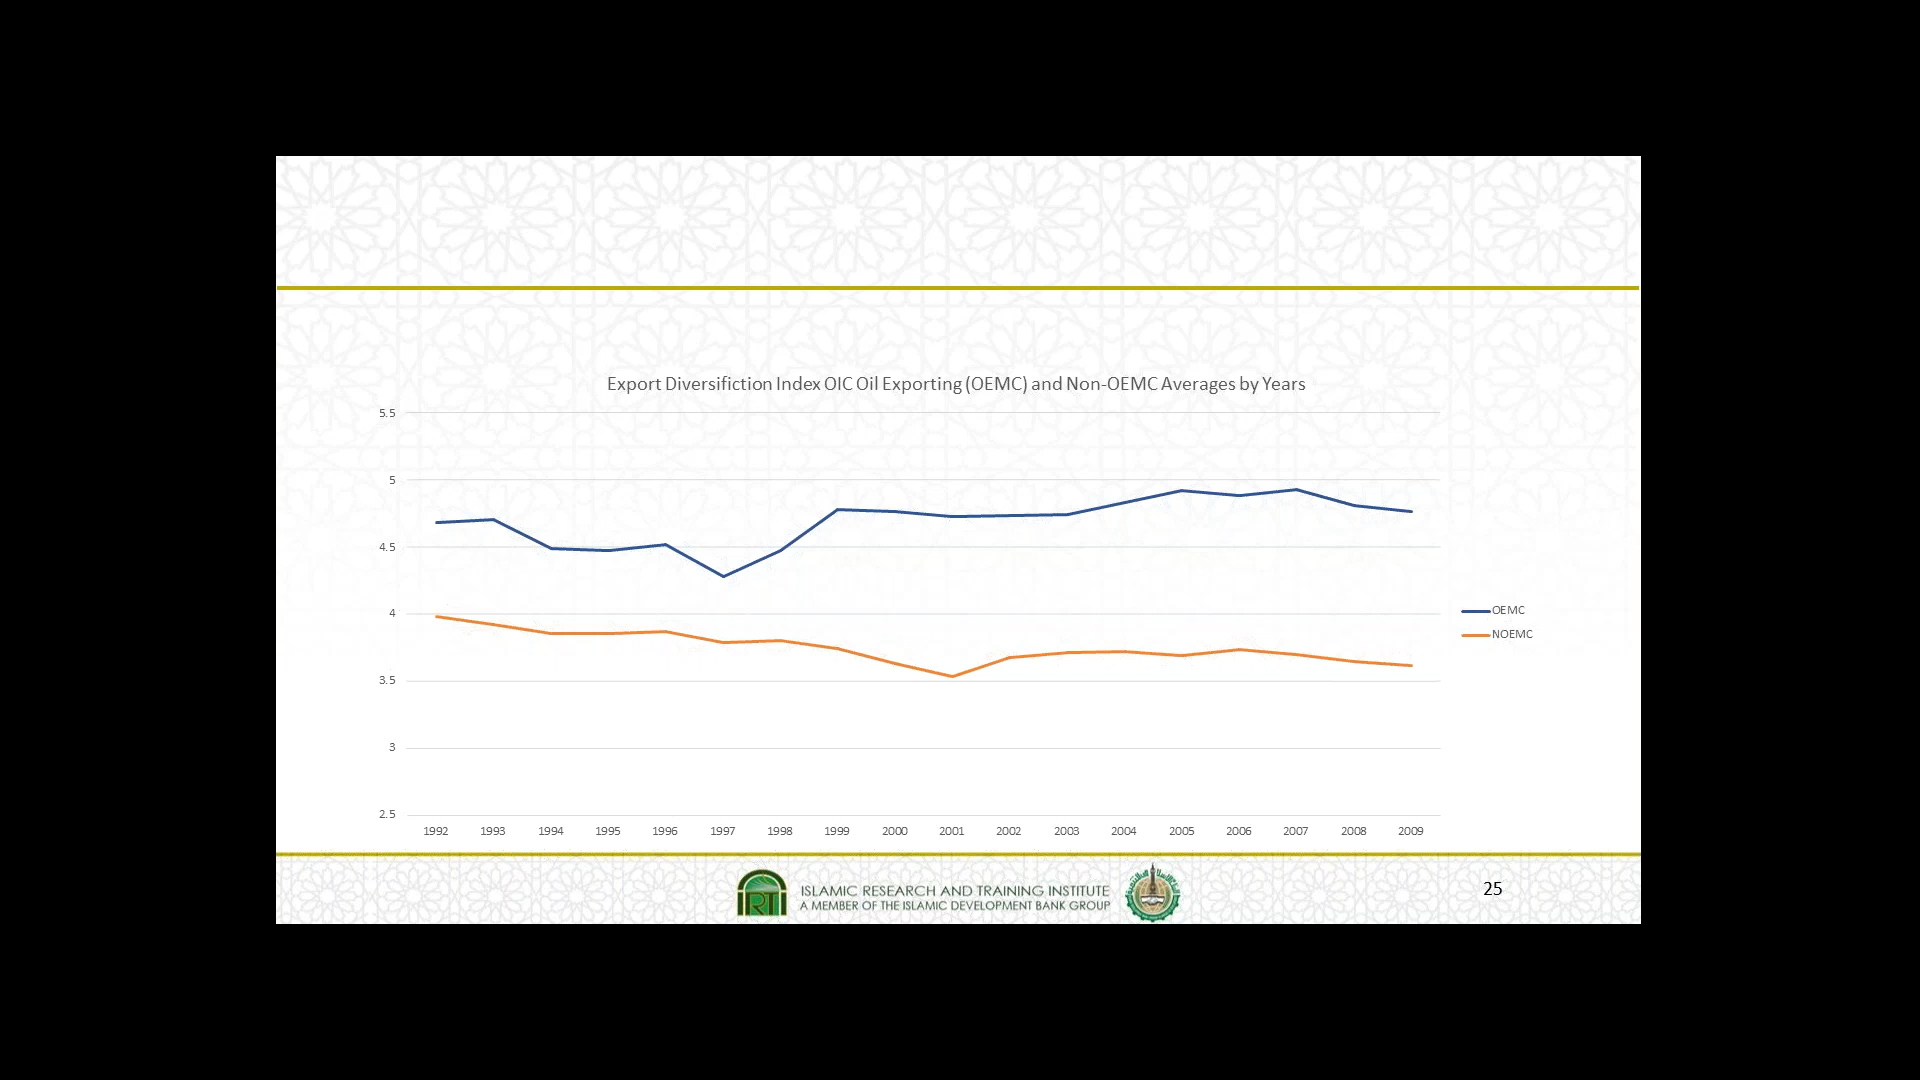 Export Diversifiction Index OIC Oil Exporting (OEMC) and Non-OEMC Averages by Years
5.5
5
4.5
4
3.5
3
2.5
1992 1993 1994 1995 1996 1997 1998 1999 2000 2001 2002 2003 2004 2005 2006 2007 2008 2009
OEMC
NOEMC
IRTI
ISLAMIC RESEARCH AND TRAINING INSTITUTE
A MEMBER OF THE ISLAMIC DEVELOPMENT BANK GROUP
25